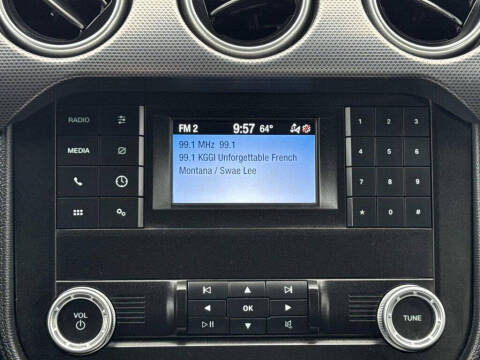 FM 2 9:57 64°
99.1 MHz 99.1
99.1 KGGI Unforgettable French
Montana / Swae Lee
RADIO
MEDIA
1 2 3
4 5 6
7 8 9
* 0 #
VOL
OK
TUNE